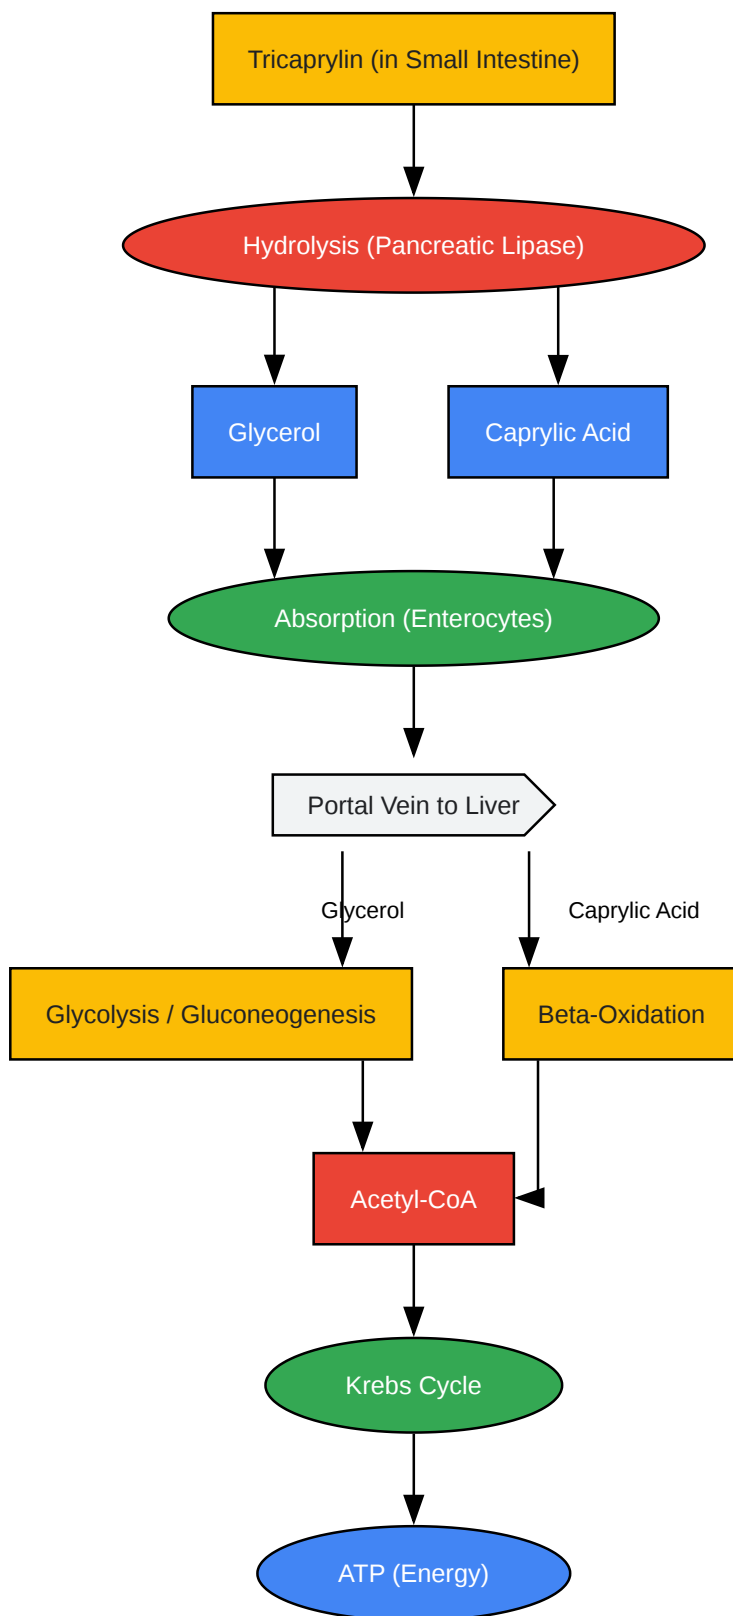 Tricaprylin (in Small Intestine)
Hydrolysis (Pancreatic Lipase)
Glycerol
Caprylic Acid
Absorption (Enterocytes)
Portal Vein to Liver
Glycerol
Caprylic Acid
Glycolysis / Gluconeogenesis
Beta-Oxidation
Acetyl-CoA
Krebs Cycle
ATP (Energy)